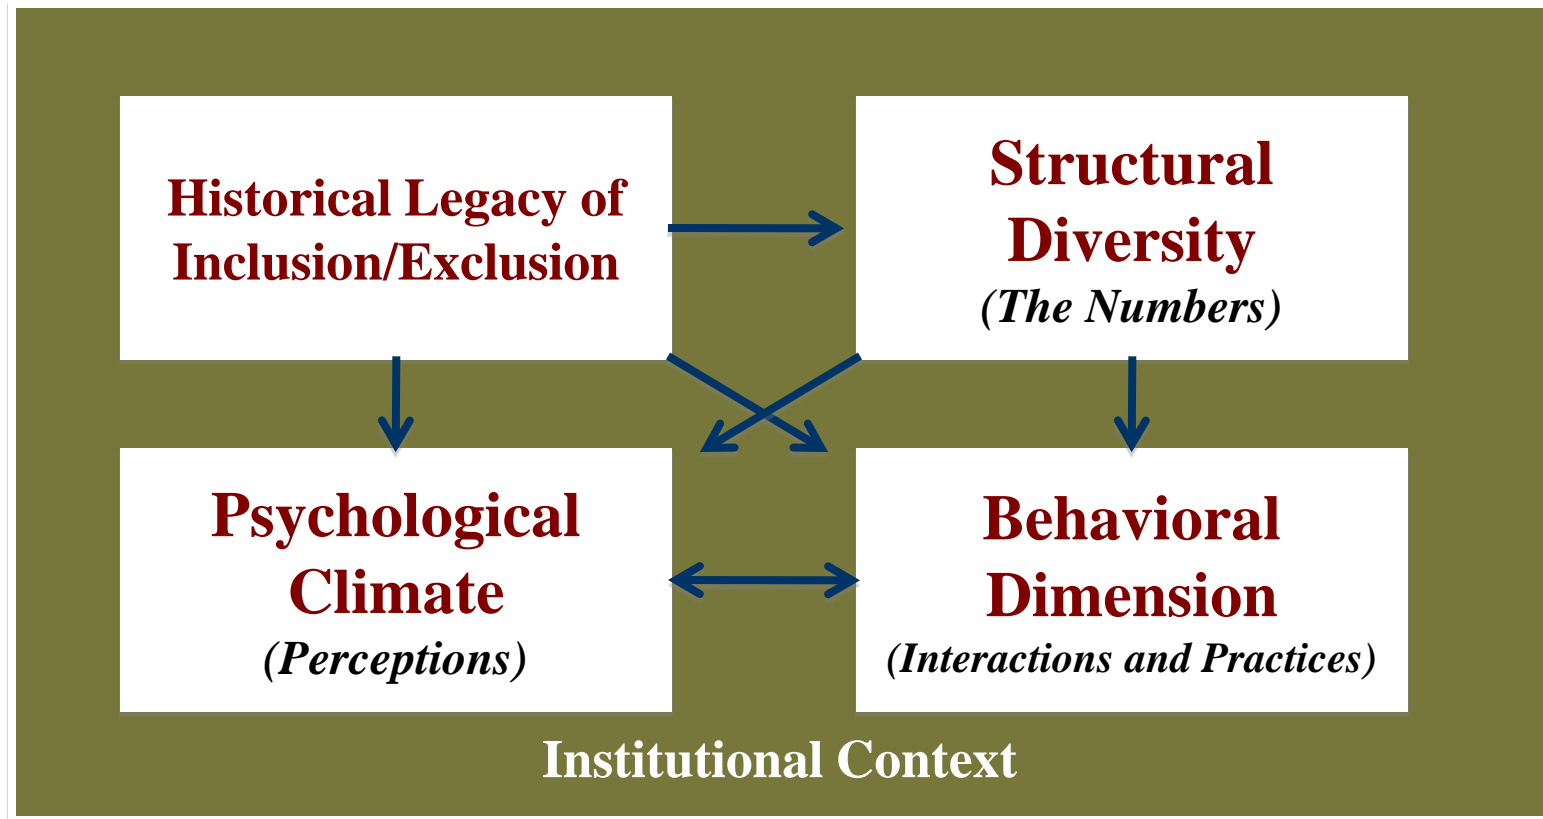 Historical Legacy of
Inclusion/Exclusion
Structural
Diversity
(The Numbers)
Psychological
Climate
(Perceptions)
Behavioral
Dimension
(Interactions and Practices)
Institutional Context